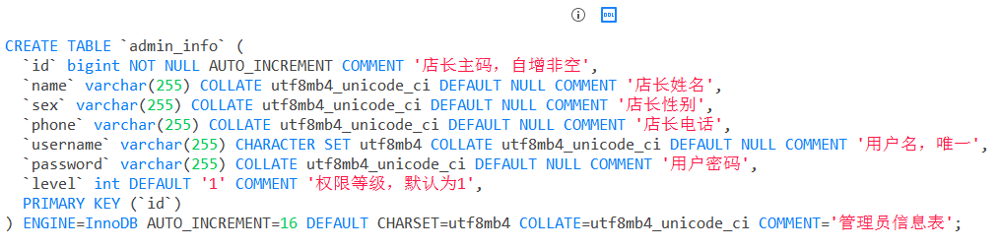 DDL
CREATE TABLE `admin_info` (
  `id` bigint NOT NULL AUTO_INCREMENT COMMENT '店长主码，自增非空',
  `name` varchar(255) COLLATE utf8mb4_unicode_ci DEFAULT NULL COMMENT '店长姓名',
  `sex` varchar(255) COLLATE utf8mb4_unicode_ci DEFAULT NULL COMMENT '店长性别',
  `phone` varchar(255) COLLATE utf8mb4_unicode_ci DEFAULT NULL COMMENT '店长电话',
  `username` varchar(255) CHARACTER SET utf8mb4 COLLATE utf8mb4_unicode_ci DEFAULT NULL COMMENT '用户名，唯一',
  `password` varchar(255) COLLATE utf8mb4_unicode_ci DEFAULT NULL COMMENT '用户密码',
  `level` int DEFAULT '1' COMMENT '权限等级，默认为1',
  PRIMARY KEY (`id`)
) ENGINE=InnoDB AUTO_INCREMENT=16 DEFAULT CHARSET=utf8mb4 COLLATE=utf8mb4_unicode_ci COMMENT='管理员信息表';